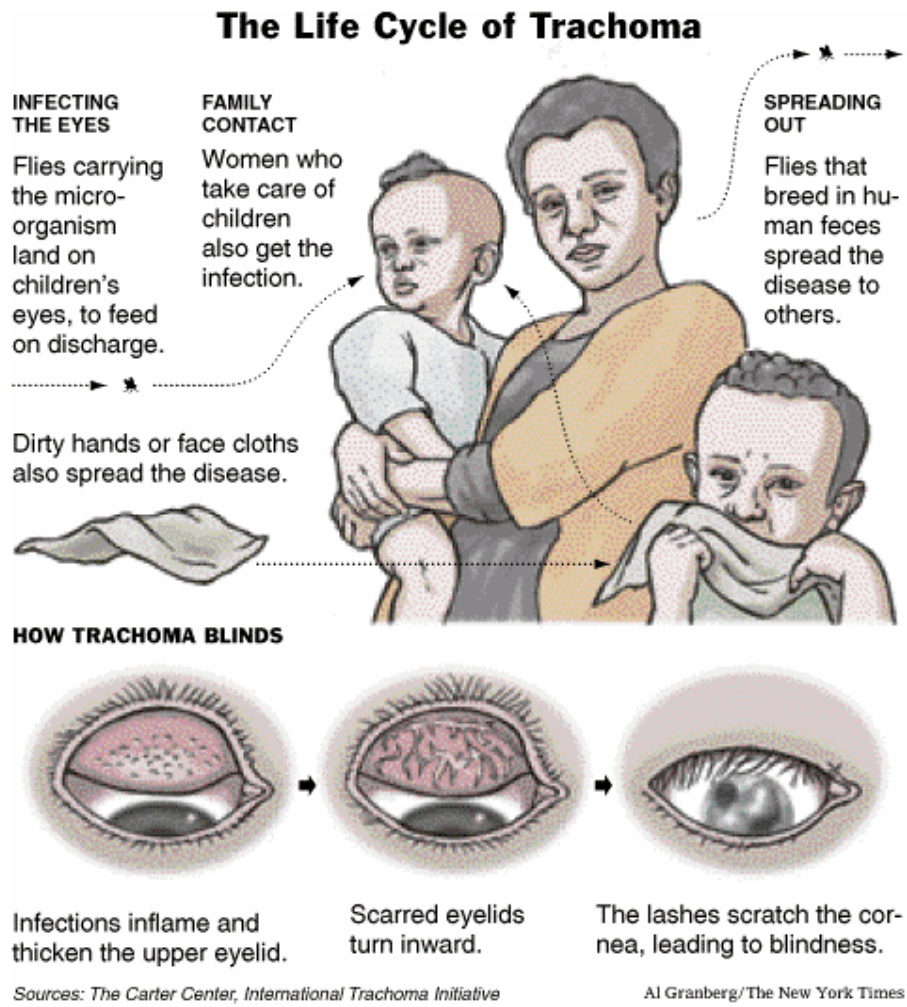 The Life Cycle of Trachoma
INFECTING
THE EYES
Flies carrying
the micro-
organism
land on
children's
eyes, to feed
on discharge.
FAMILY
CONTACT
Women who
take care of
children
also get the
infection.
SPREADING
OUT
Flies that
breed in hu-
man feces
spread the
disease to
others.
Dirty hands or face cloths
also spread the disease.
HOW TRACHOMA BLINDS
Infections inflame and
thicken the upper eyelid.
Scarred eyelids
turn inward.
The lashes scratch the cor-
nea, leading to blindness.
Sources: The Carter Center, International Trachoma Initiative
Al Granberg/The New York Times